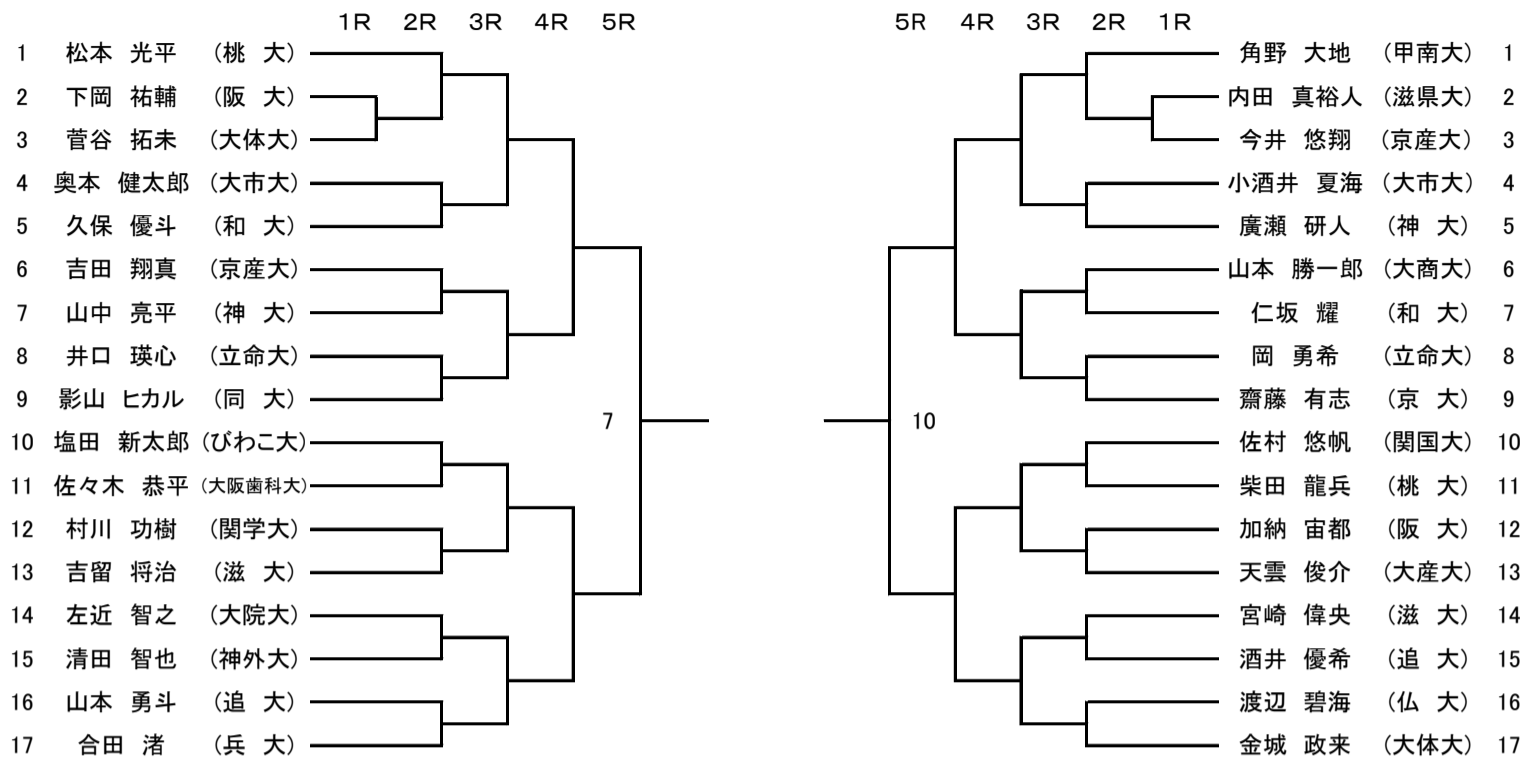 1R 2R 3R 4R 5R
1 松本 光平 (桃 大)
2 下岡 祐輔 (阪 大)
3 菅谷 拓未 (大体大)
4 奥本 健太郎 (大市大)
5 久保 優斗 (和 大)
6 吉田 翔真 (京産大)
7 山中 亮平 (神 大)
8 井口 瑛心 (立命大)
9 影山 ヒカル (同 大)
7
10 塩田 新太郎 (びわこ大)
11 佐々木 恭平 (大阪歯科大)
12 村川 功樹 (関学大)
13 吉留 将治 (滋 大)
14 左近 智之 (大院大)
15 清田 智也 (神外大)
16 山本 勇斗 (追 大)
17 合田 渚 (兵 大)
5R 4R 3R 2R 1R
角野 大地 (甲南大) 1
内田 真裕人 (滋県大) 2
今井 悠翔 (京産大) 3
小酒井 夏海 (大市大) 4
廣瀬 研人 (神 大) 5
山本 勝一郎 (大商大) 6
仁坂 耀 (和 大) 7
岡 勇希 (立命大) 8
齋藤 有志 (京 大) 9
10
佐村 悠帆 (関国大) 10
柴田 龍兵 (桃 大) 11
加納 宙都 (阪 大) 12
天雲 俊介 (大産大) 13
宮崎 偉央 (滋 大) 14
酒井 優希 (追 大) 15
渡辺 碧海 (仏 大) 16
金城 政来 (大体大) 17